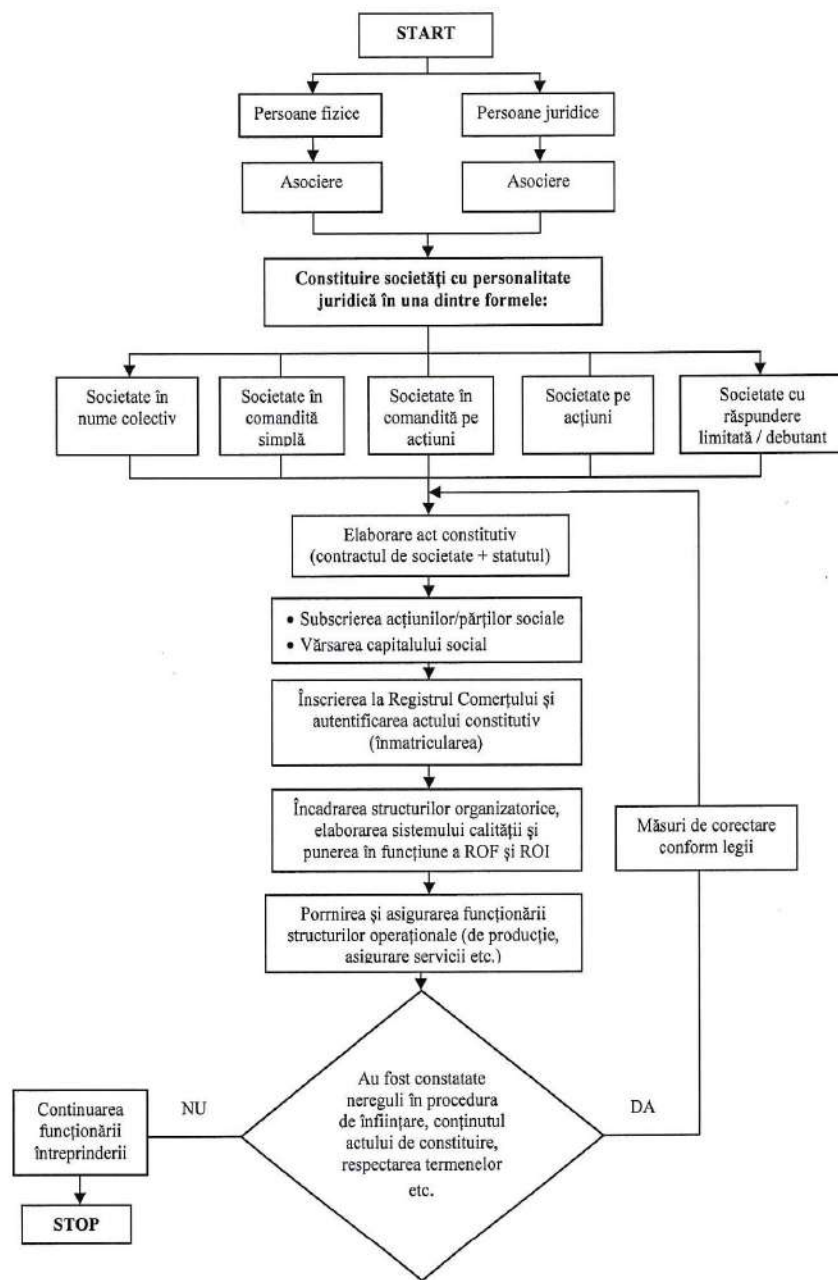 START
Persoane fizice
Persoane juridice
Asociere
Asociere
Constituire societăți cu personalitate
juridică în una dintre formele:
Societate în
nume colectiv
Societate în
comandită
simplă
Societate în
comandită pe
acțiuni
Societate pe
acțiuni
Societate cu
răspundere
limitată / debutant
Elaborare act constitutiv
(contractul de societate + statutul)
• Subscrierea acțiunilor/părților sociale
• Vărsarea capitalului social
Înscrierea la Registrul Comerțului și
autentificarea actului constitutiv
(înmatricularea)
Încadrarea structurilor organizatorice,
elaborarea sistemului calității și
punerea în funcțiune a ROF și ROI
Măsuri de corectare
conform legii
Porrnirea și asigurarea funcționării
structurilor operaționale (de producție,
asigurare servicii etc.)
Au fost constatate
nereguli în procedura
de înființare, conținutul
actului de constituire,
respectarea termenelor
etc.
NU
DA
Continuarea
funcționării
întreprinderii
STOP